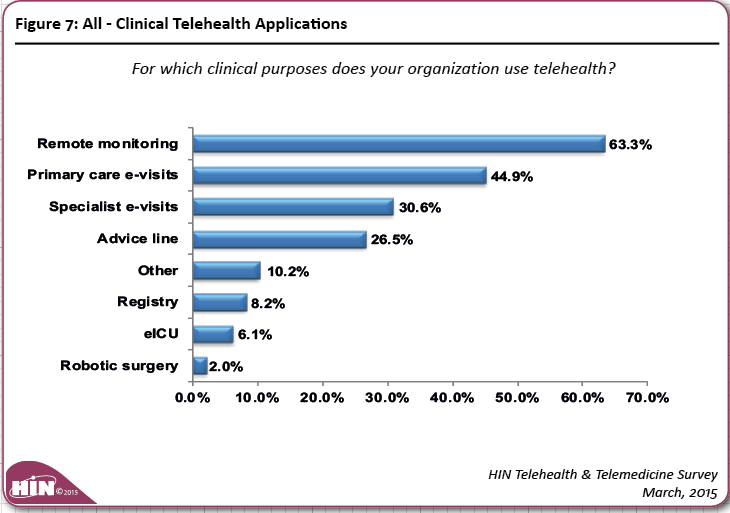 Figure 7: All - Clinical Telehealth Applications
For which clinical purposes does your organization use telehealth?
Remote monitoring 63.3%
Primary care e-visits 44.9%
Specialist e-visits 30.6%
Advice line 26.5%
Other 10.2%
Registry 8.2%
eICU 6.1%
Robotic surgery 2.0%
0.0% 10.0% 20.0% 30.0% 40.0% 50.0% 60.0% 70.0%
HIN Telehealth & Telemedicine Survey
March, 2015
HIN ©2015